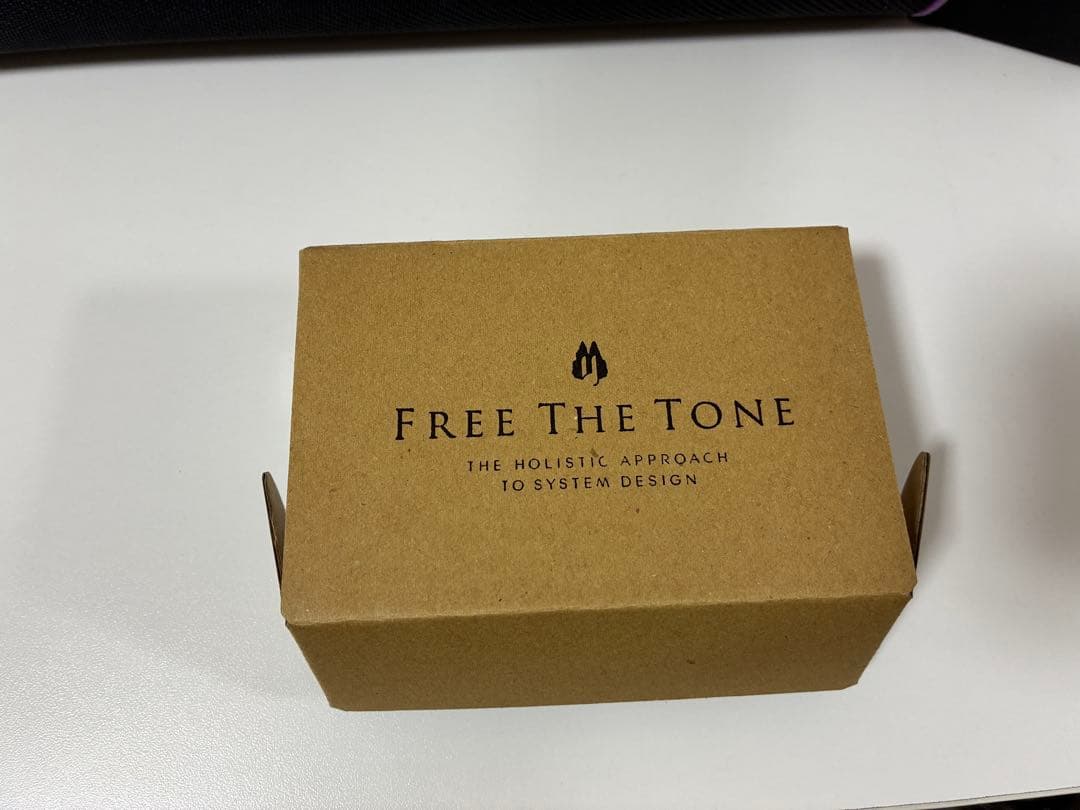 FREE THE TONE
THE HOLISTIC APPROACH
TO SYSTEM DESIGN